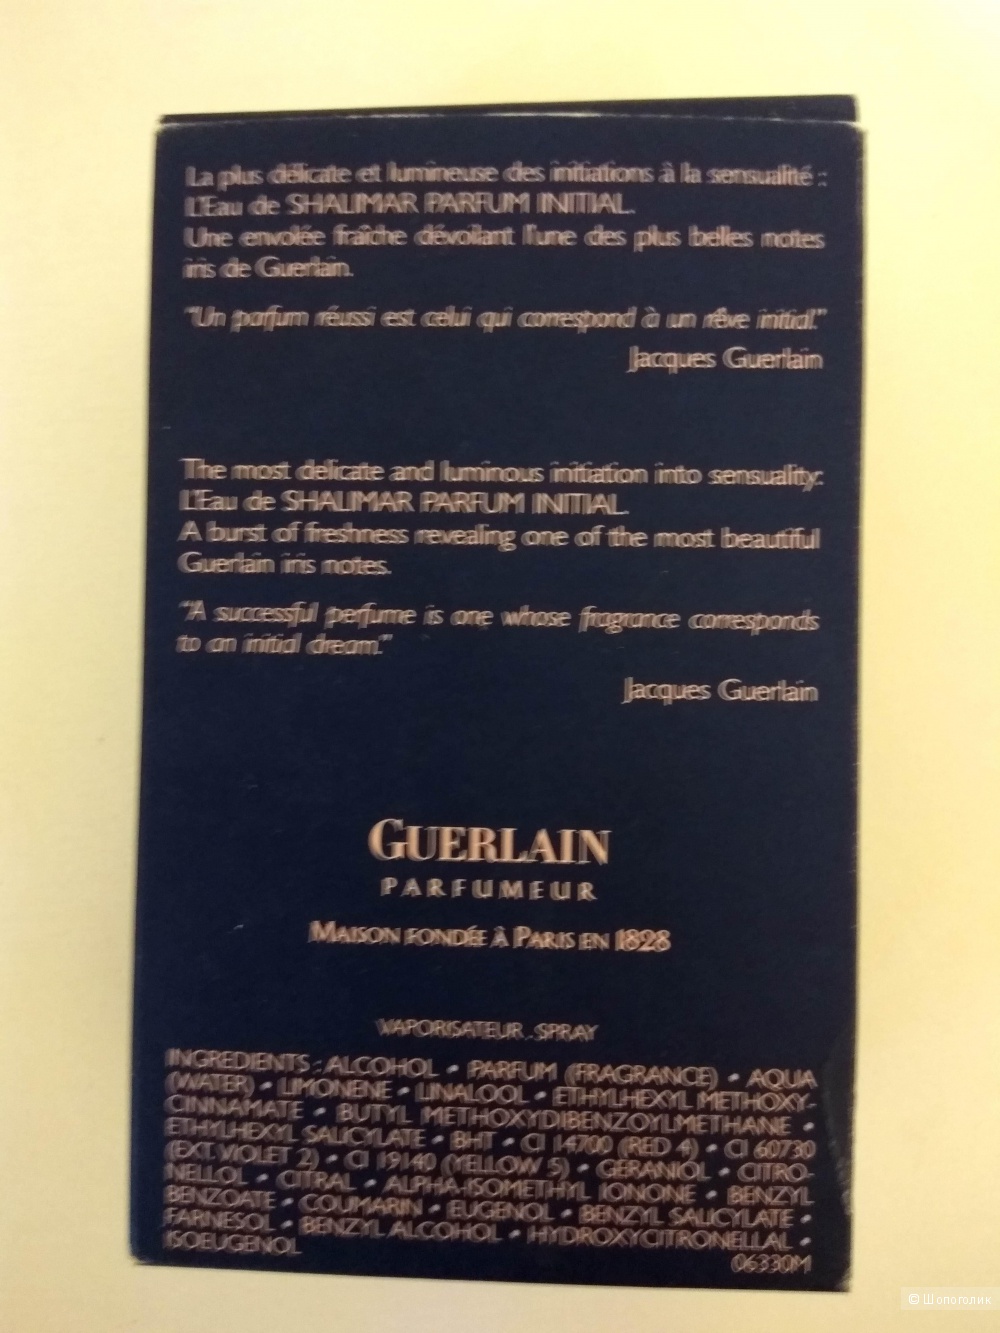 La plus délicate et lumineuse des initiations à la sensualité :
L'Eau de SHALIMAR PARFUM INITIAL.
Une envolée fraîche dévoilant l'une des plus belles notes
iris de Guerlain.
"Un parfum réussi est celui qui correspond à un rêve initial."
Jacques Guerlain
The most delicate and luminous initiation into sensuality:
L'Eau de SHALIMAR PARFUM INITIAL.
A burst of freshness revealing one of the most beautiful
Guerlain iris notes.
"A successful perfume is one whose fragrance corresponds
to an initial dream."
Jacques Guerlain
GUERLAIN
PARFUMEUR
MAISON FONDÉE À PARIS EN 1828
VAPORISATEUR . SPRAY
INGREDIENTS : ALCOHOL • PARFUM (FRAGRANCE) • AQUA
(WATER) • LIMONENE • LINALOOL • ETHYLHEXYL METHOXY-
CINNAMATE • BUTYL METHOXYDIBENZOYLMETHANE •
ETHYLHEXYL SALICYLATE • BHT • CI 14700 (RED 4) • CI 60730
(EXT. VIOLET 2) • CI 19140 (YELLOW 5) • GERANIOL • CITRO-
NELLOL • CITRAL • ALPHA-ISOMETHYL IONONE • BENZYL
BENZOATE • COUMARIN • EUGENOL • BENZYL SALICYLATE •
FARNESOL • BENZYL ALCOHOL • HYDROXYCITRONELLAL •
ISOEUGENOL
06330M
© Шопоголик